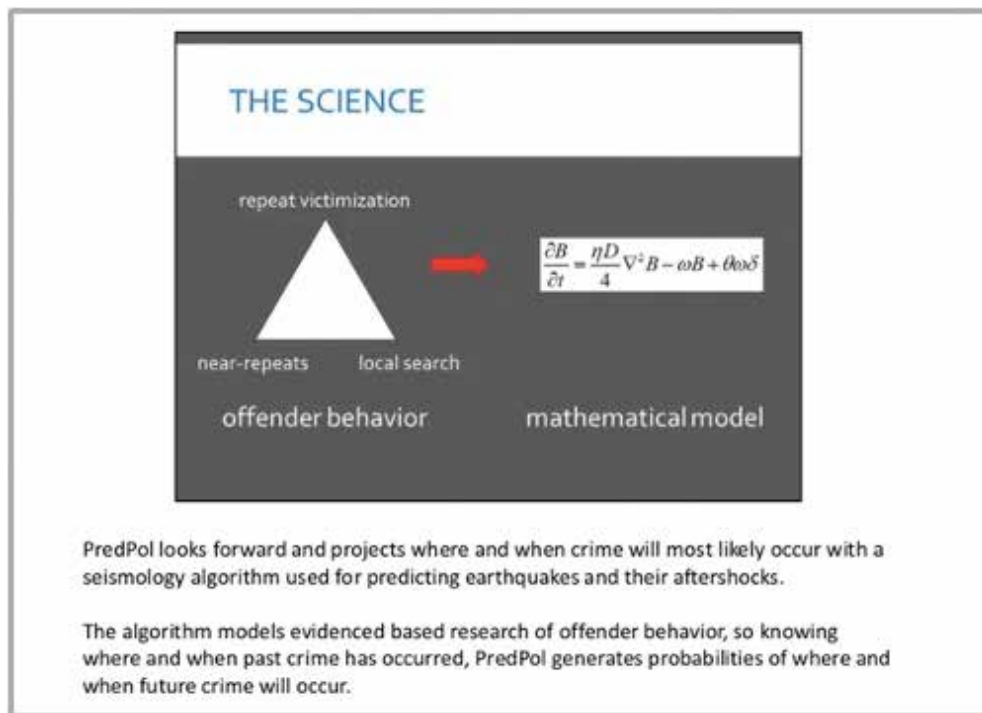 THE SCIENCE
repeat victimization
∂B/∂t = ηD/4 ∇²B − ωB + θωδ
near-repeats local search
offender behavior mathematical model
PredPol looks forward and projects where and when crime will most likely occur with a
seismology algorithm used for predicting earthquakes and their aftershocks.
The algorithm models evidenced based research of offender behavior, so knowing
where and when past crime has occurred, PredPol generates probabilities of where and
when future crime will occur.